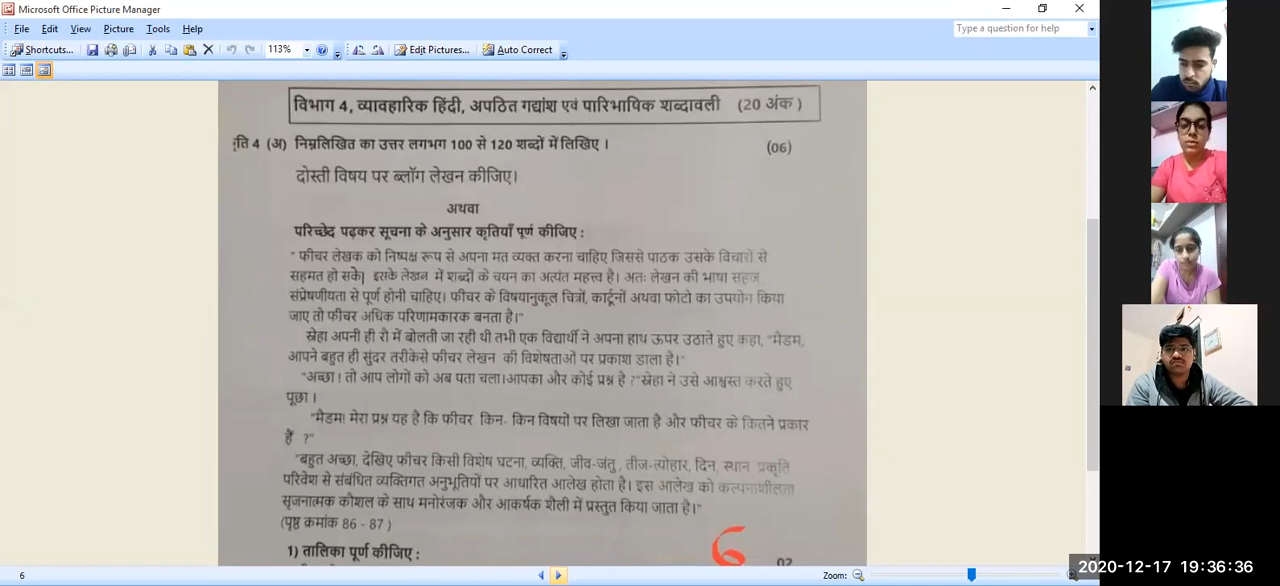 Microsoft Office Picture Manager
File Edit View Picture Tools Help
Type a question for help
Shortcuts... 113% Edit Pictures... Auto Correct
विभाग 4, व्यावहारिक हिंदी, अपठित गद्यांश एवं पारिभाषिक शब्दावली (20 अंक )
ृति 4 (अ) निम्नलिखित का उत्तर लगभग 100 से 120 शब्दों में लिखिए । (06)
दोस्ती विषय पर ब्लॉग लेखन कीजिए।
अथवा
परिच्छेद पढ़कर सूचना के अनुसार कृतियाँ पूर्ण कीजिए :
" फीचर लेखक को निष्पक्ष रूप से अपना मत व्यक्त करना चाहिए जिससे पाठक उसके विचारों से
सहमत हो सके| इसके लेखन में शब्दों के चयन का अत्यंत महत्त्व है। अतः लेखन की भाषा सहज
संप्रेषणीयता से पूर्ण होनी चाहिए। फीचर के विषयानुकूल चित्रों, कार्टूनों अथवा फोटो का उपयोग किया
जाए तो फीचर अधिक परिणामकारक बनता है।"
स्नेहा अपनी ही रौ में बोलती जा रही थी तभी एक विद्यार्थी ने अपना हाथ ऊपर उठाते हुए कहा, "मैडम,
आपने बहुत ही सुंदर तरीकेसे फीचर लेखन की विशेषताओं पर प्रकाश डाला है।"
"अच्छा ! तो आप लोगों को अब पता चला।आपका और कोई प्रश्न है ?"स्नेहा ने उसे आश्वस्त करते हुए
पूछा ।
"मैडम! मेरा प्रश्न यह है कि फीचर किन- किन विषयों पर लिखा जाता है और फीचर के कितने प्रकार
हैं ?"
"बहुत अच्छा, देखिए फीचर किसी विशेष घटना, व्यक्ति, जीव-जंतु , तीज-त्योहार, दिन, स्थान प्रकृति
परिवेश से संबंधित व्यक्तिगत अनुभूतियों पर आधारित आलेख होता है। इस आलेख को कल्पनाशीलता
सृजनात्मक कौशल के साथ मनोरंजक और आकर्षक शैली में प्रस्तुत किया जाता है।"
(पृष्ठ क्रमांक 86 - 87 )
1) तालिका पूर्ण कीजिए : 6 02
6 Zoom:
2020-12-17 19:36:36